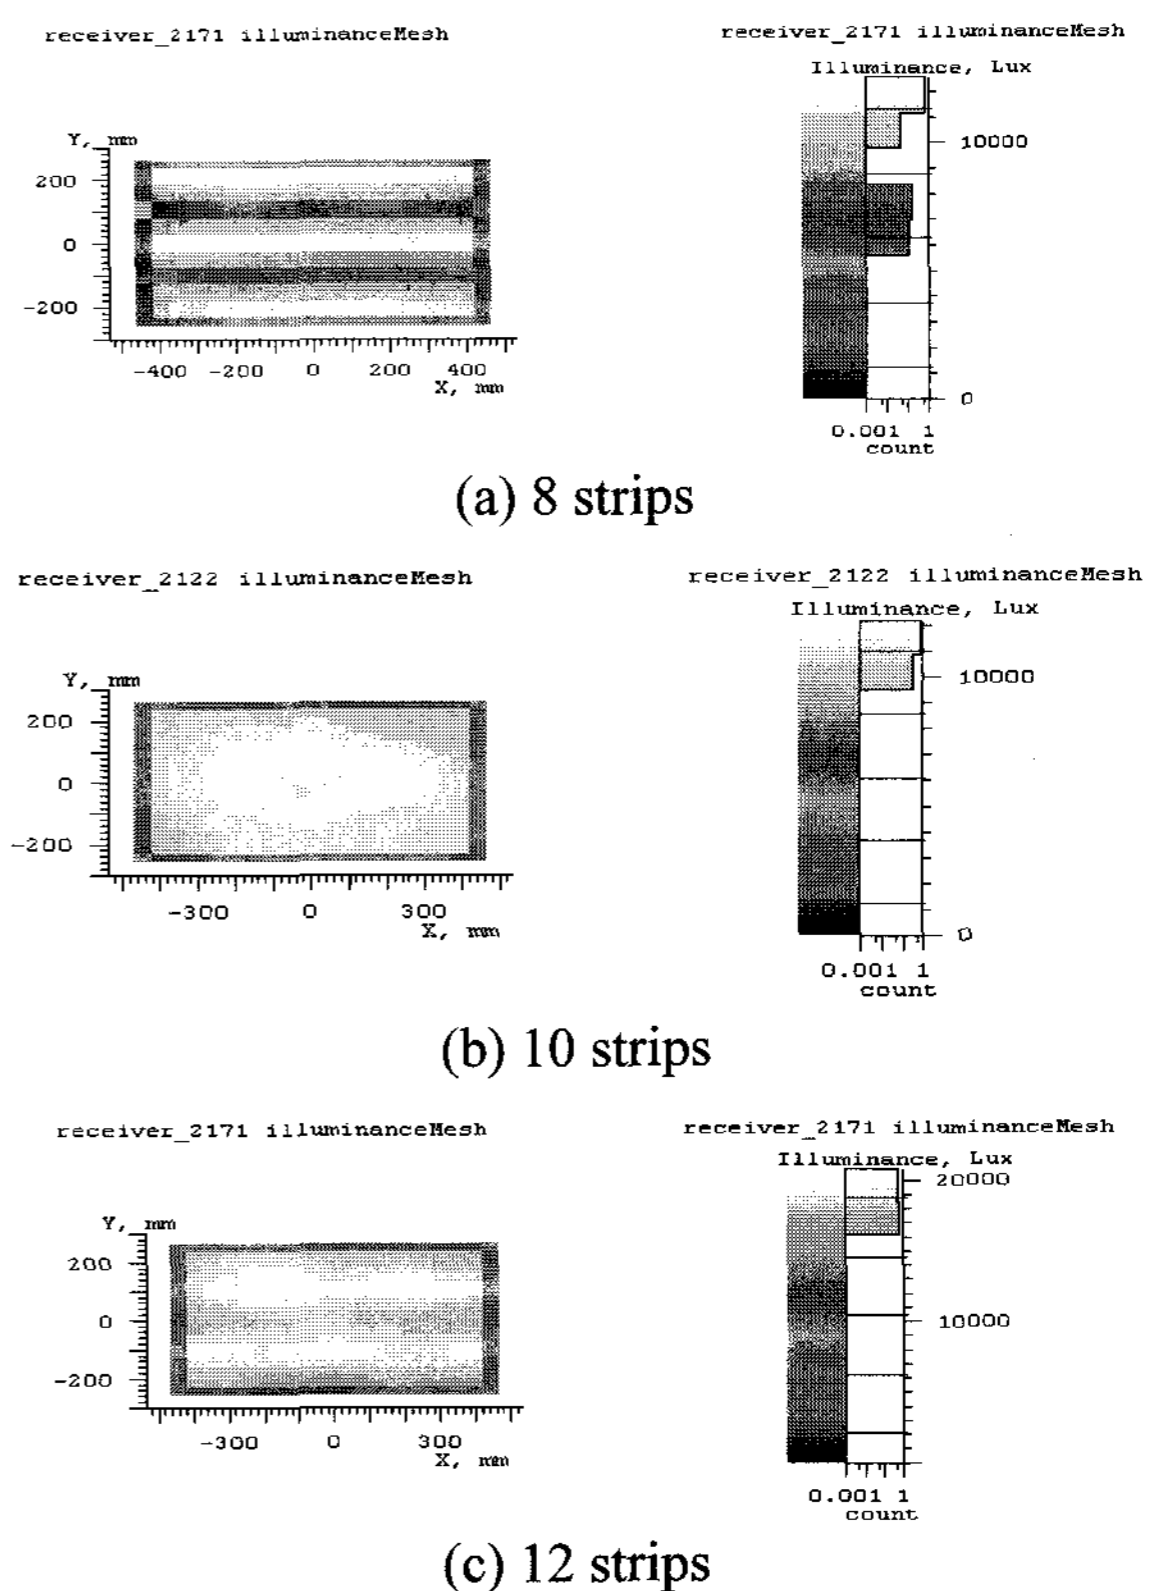 receiver_2171 illuminanceMesh
receiver_2171 illuminanceMesh
Illuminance, Lux
Y, mm
200
0
-200
-400 -200 0 200 400
X, mm
10000
0
0.001 1
count
(a) 8 strips
receiver_2122 illuminanceMesh
receiver_2122 illuminanceMesh
Illuminance, Lux
Y, mm
200
0
-200
-300 0 300
X, mm
10000
0
0.001 1
count
(b) 10 strips
receiver_2171 illuminanceMesh
receiver_2171 illuminanceMesh
Illuminance, Lux
Y, mm
200
0
-200
-300 0 300
X, mm
20000
10000
0.001 1
count
(c) 12 strips